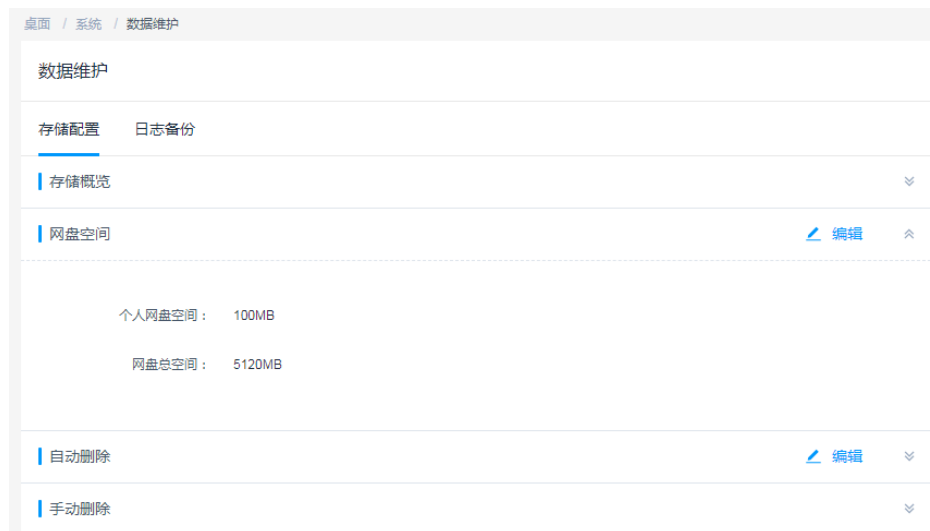 桌面 / 系统 / 数据维护
数据维护
存储配置 日志备份
存储概览
网盘空间 编辑
个人网盘空间： 100MB
网盘总空间： 5120MB
自动删除 编辑
手动删除